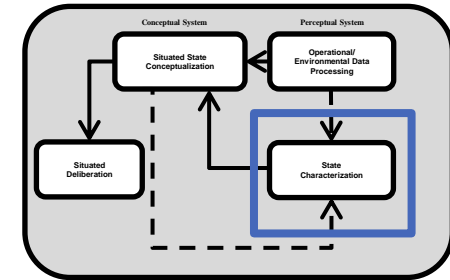 Conceptual System
Perceptual System
Situated State
Conceptualization
Operational/
Environmental Data
Processing
Situated
Deliberation
State
Characterization